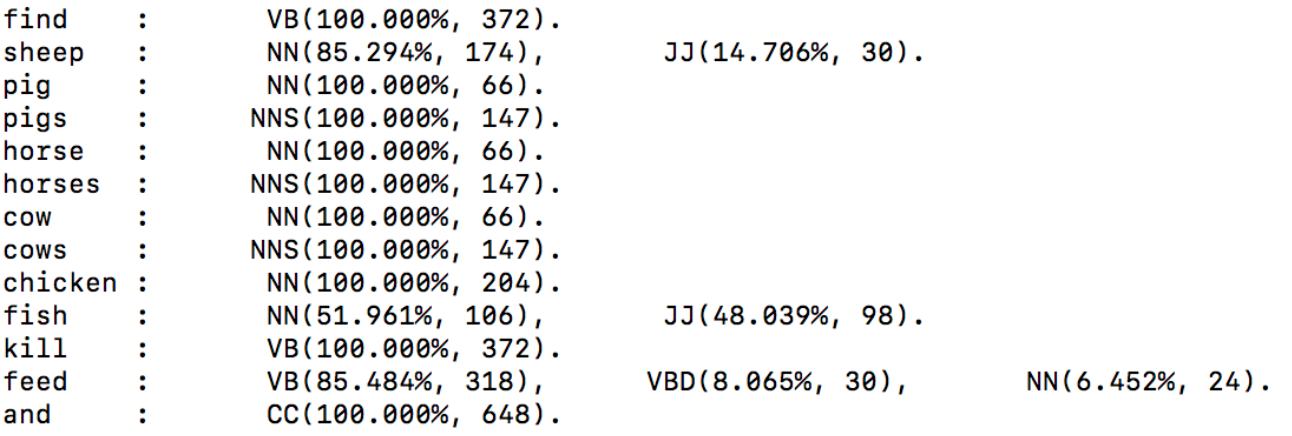 find : VB(100.000%, 372).
sheep : NN(85.294%, 174), JJ(14.706%, 30).
pig : NN(100.000%, 66).
pigs : NNS(100.000%, 147).
horse : NN(100.000%, 66).
horses : NNS(100.000%, 147).
cow : NN(100.000%, 66).
cows : NNS(100.000%, 147).
chicken : NN(100.000%, 204).
fish : NN(51.961%, 106), JJ(48.039%, 98).
kill : VB(100.000%, 372).
feed : VB(85.484%, 318), VBD(8.065%, 30), NN(6.452%, 24).
and : CC(100.000%, 648).